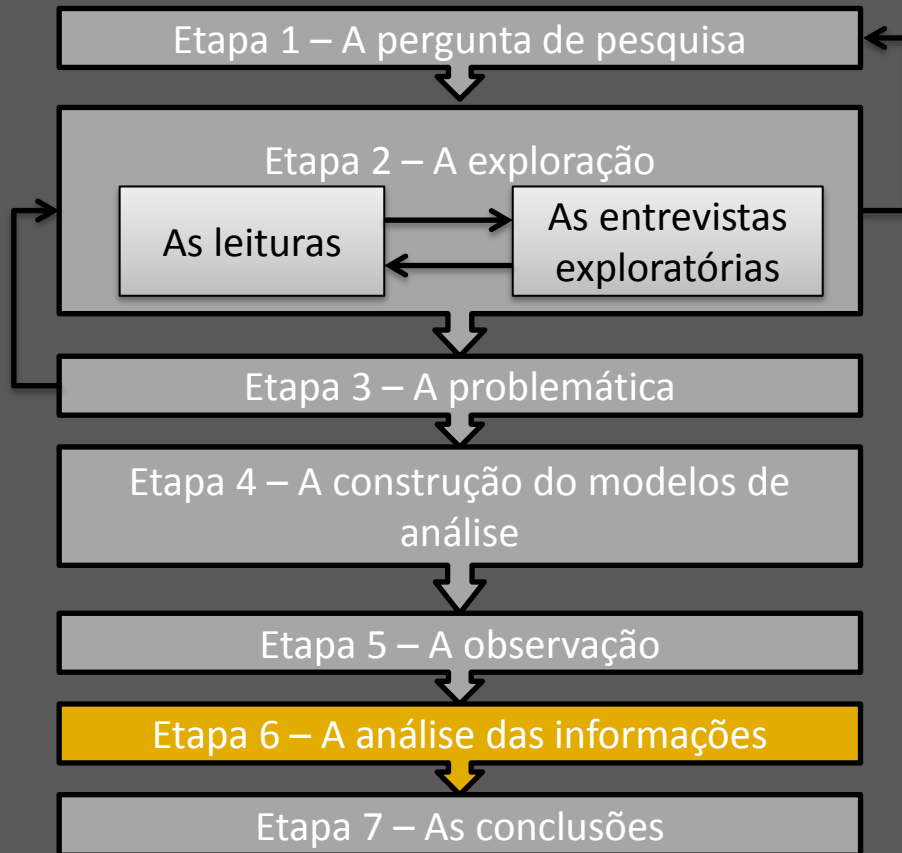 Etapa 1 – A pergunta de pesquisa
Etapa 2 – A exploração
As leituras
As entrevistas
exploratórias
Etapa 3 – A problemática
Etapa 4 – A construção do modelos de
análise
Etapa 5 – A observação
Etapa 6 – A análise das informações
Etapa 7 – As conclusões